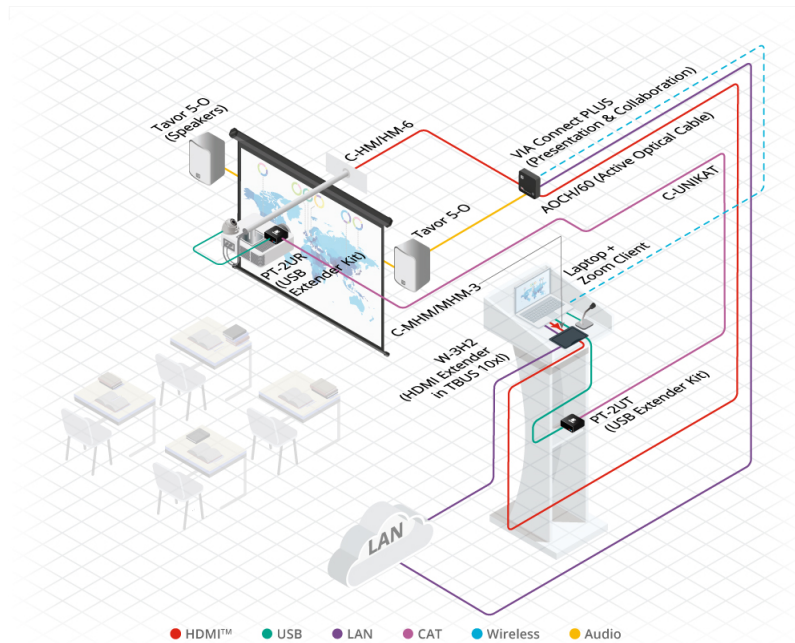 Tavor 5-O
(Speakers)
C-HM/HM-6
VIA Connect PLUS
(Presentation & Collaboration)
AOCH/60 (Active Optical Cable)
C-UNIKAT
Tavor 5-O
PT-2UR
(USB
Extender Kit)
C-MHM/MHM-3
Laptop +
Zoom Client
W-3H2
(HDMI Extender
in TBUS 10xl)
PT-2UT
(USB Extender Kit)
LAN
HDMI™
USB
LAN
CAT
Wireless
Audio